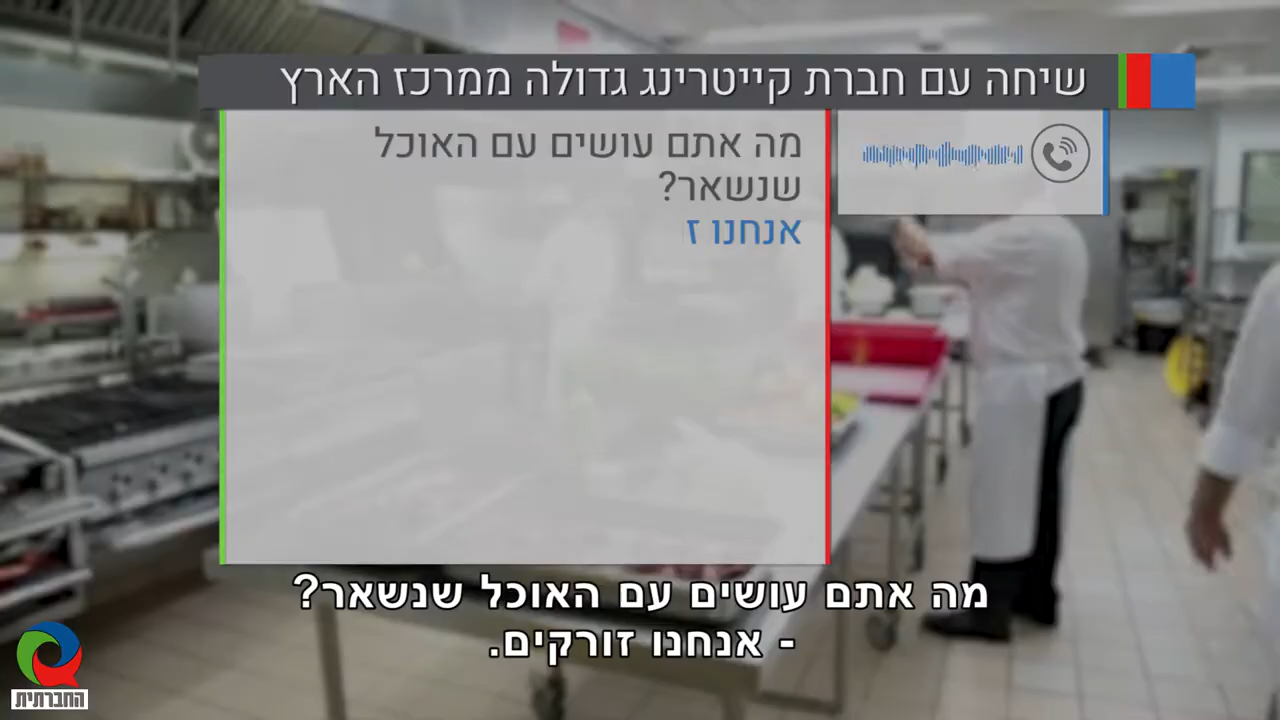 שיחה עם חברת קייטרינג גדולה ממרכז הארץ
מה אתם עושים עם האוכל
שנשאר?
אנחנו ז
מה אתם עושים עם האוכל שנשאר?
- אנחנו זורקים.
החברתית